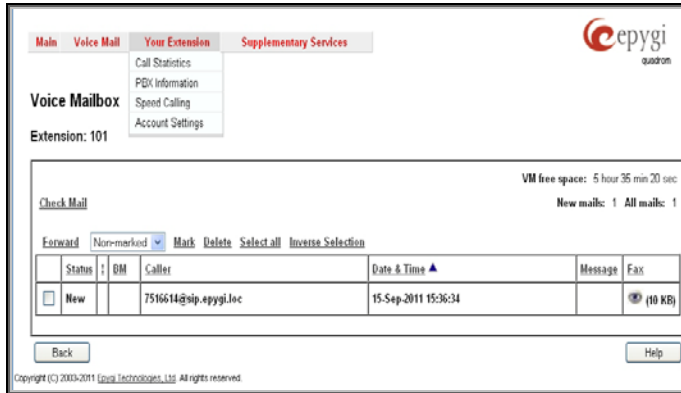 Main Voice Mail Your Extension Supplementary Services
epygi
quadrom
Call Statistics
PBX Information
Speed Calling
Account Settings
Voice Mailbox
Extension: 101
VM free space: 5 hour 35 min 20 sec
Check Mail
New mails: 1 All mails: 1
Forward Non-marked Mark Delete Select all Inverse Selection
Status ! BM Caller Date & Time Message Fax
New 7516614@sip.epygi.loc 15-Sep-2011 15:36:34 (10 KB)
Back
Help
Copyright (C) 2003-2011 Epygi Technologies, Ltd. All rights reserved.